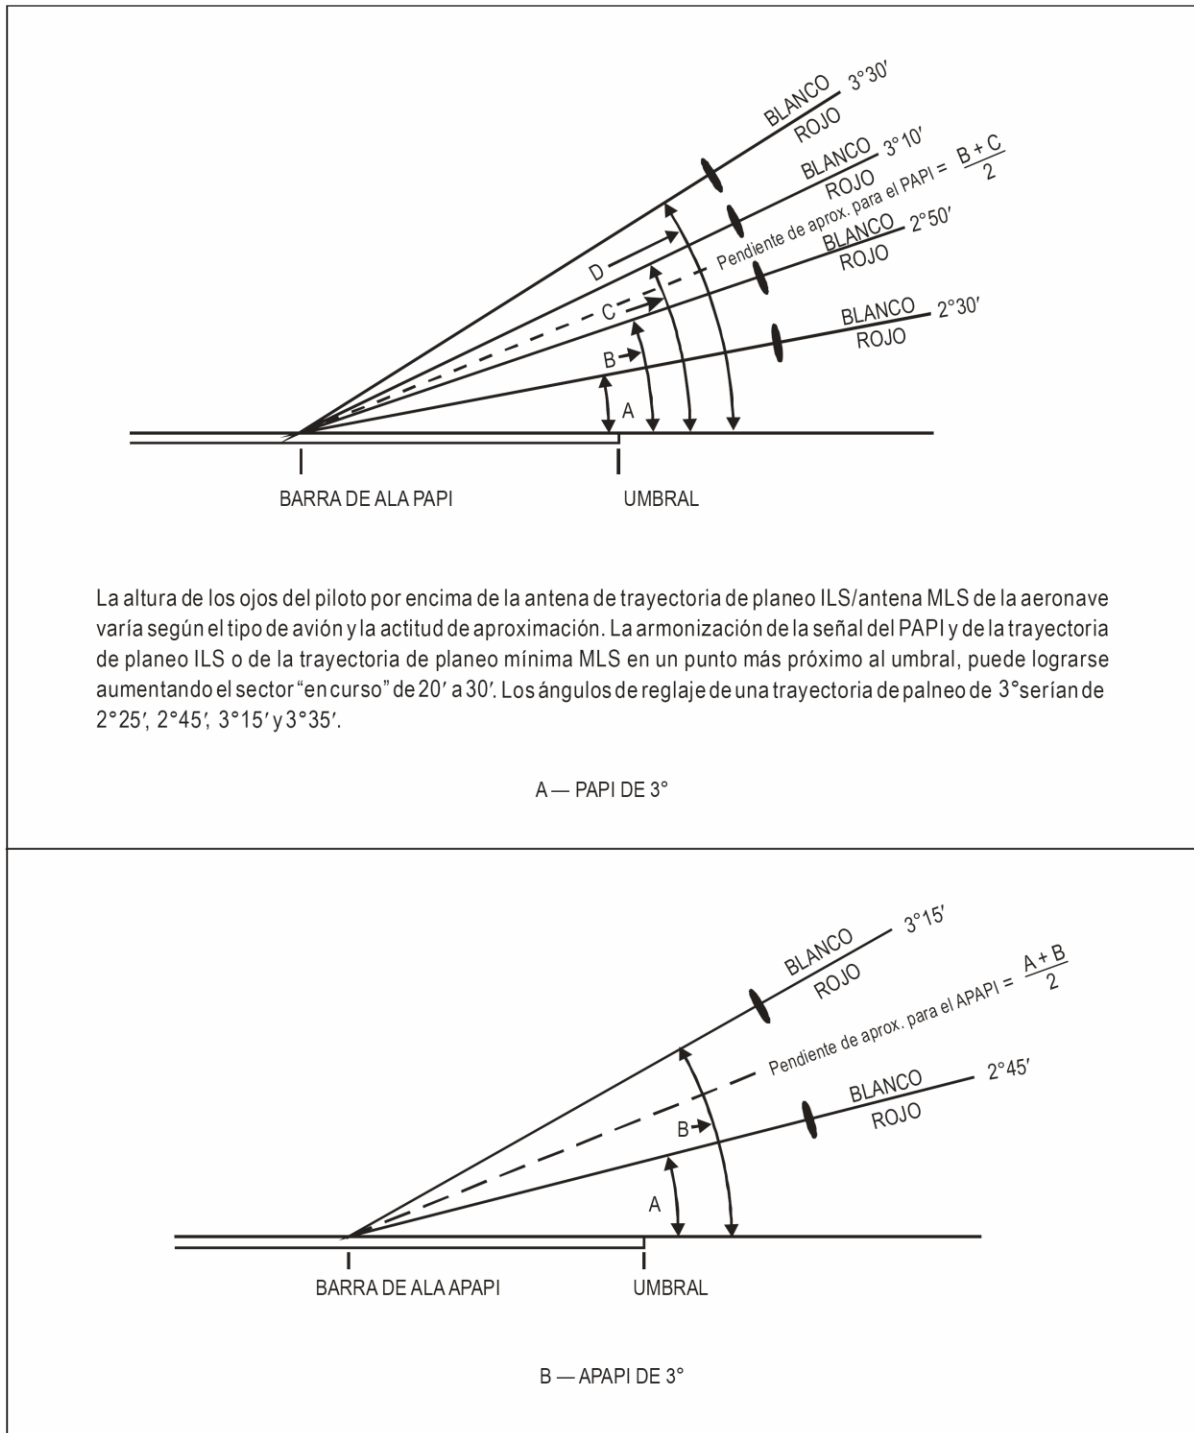 BLANCO 3°30′
ROJO
BLANCO 3°10′
ROJO
Pendiente de aprox. para el PAPI = B + C
2
BLANCO 2°50′
ROJO
BLANCO 2°30′
ROJO
D
C
B
A
BARRA DE ALA PAPI
UMBRAL
La altura de los ojos del piloto por encima de la antena de trayectoria de planeo ILS/antena MLS de la aeronave
varía según el tipo de avión y la actitud de aproximación. La armonización de la señal del PAPI y de la trayectoria
de planeo ILS o de la trayectoria de planeo mínima MLS en un punto más próximo al umbral, puede lograrse
aumentando el sector “en curso” de 20′ a 30′. Los ángulos de reglaje de una trayectoria de palneo de 3°serían de
2°25′, 2°45′, 3°15′ y 3°35′.
A — PAPI DE 3°
BLANCO 3°15′
ROJO
Pendiente de aprox. para el APAPI = A + B
2
BLANCO 2°45′
ROJO
B
A
BARRA DE ALA APAPI
UMBRAL
B — APAPI DE 3°